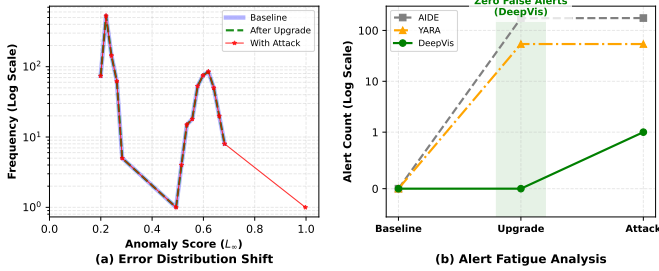 Zero False Alerts
(DeepVis)
Baseline
After Upgrade
With Attack
AIDE
YARA
DeepVis
Frequency (Log Scale)
10²
10¹
10⁰
0.0
0.2
0.4
0.6
0.8
1.0
Anomaly Score (L∞)
(a) Error Distribution Shift
Alert Count (Log Scale)
100
10
1
0
Baseline
Upgrade
Attack
(b) Alert Fatigue Analysis